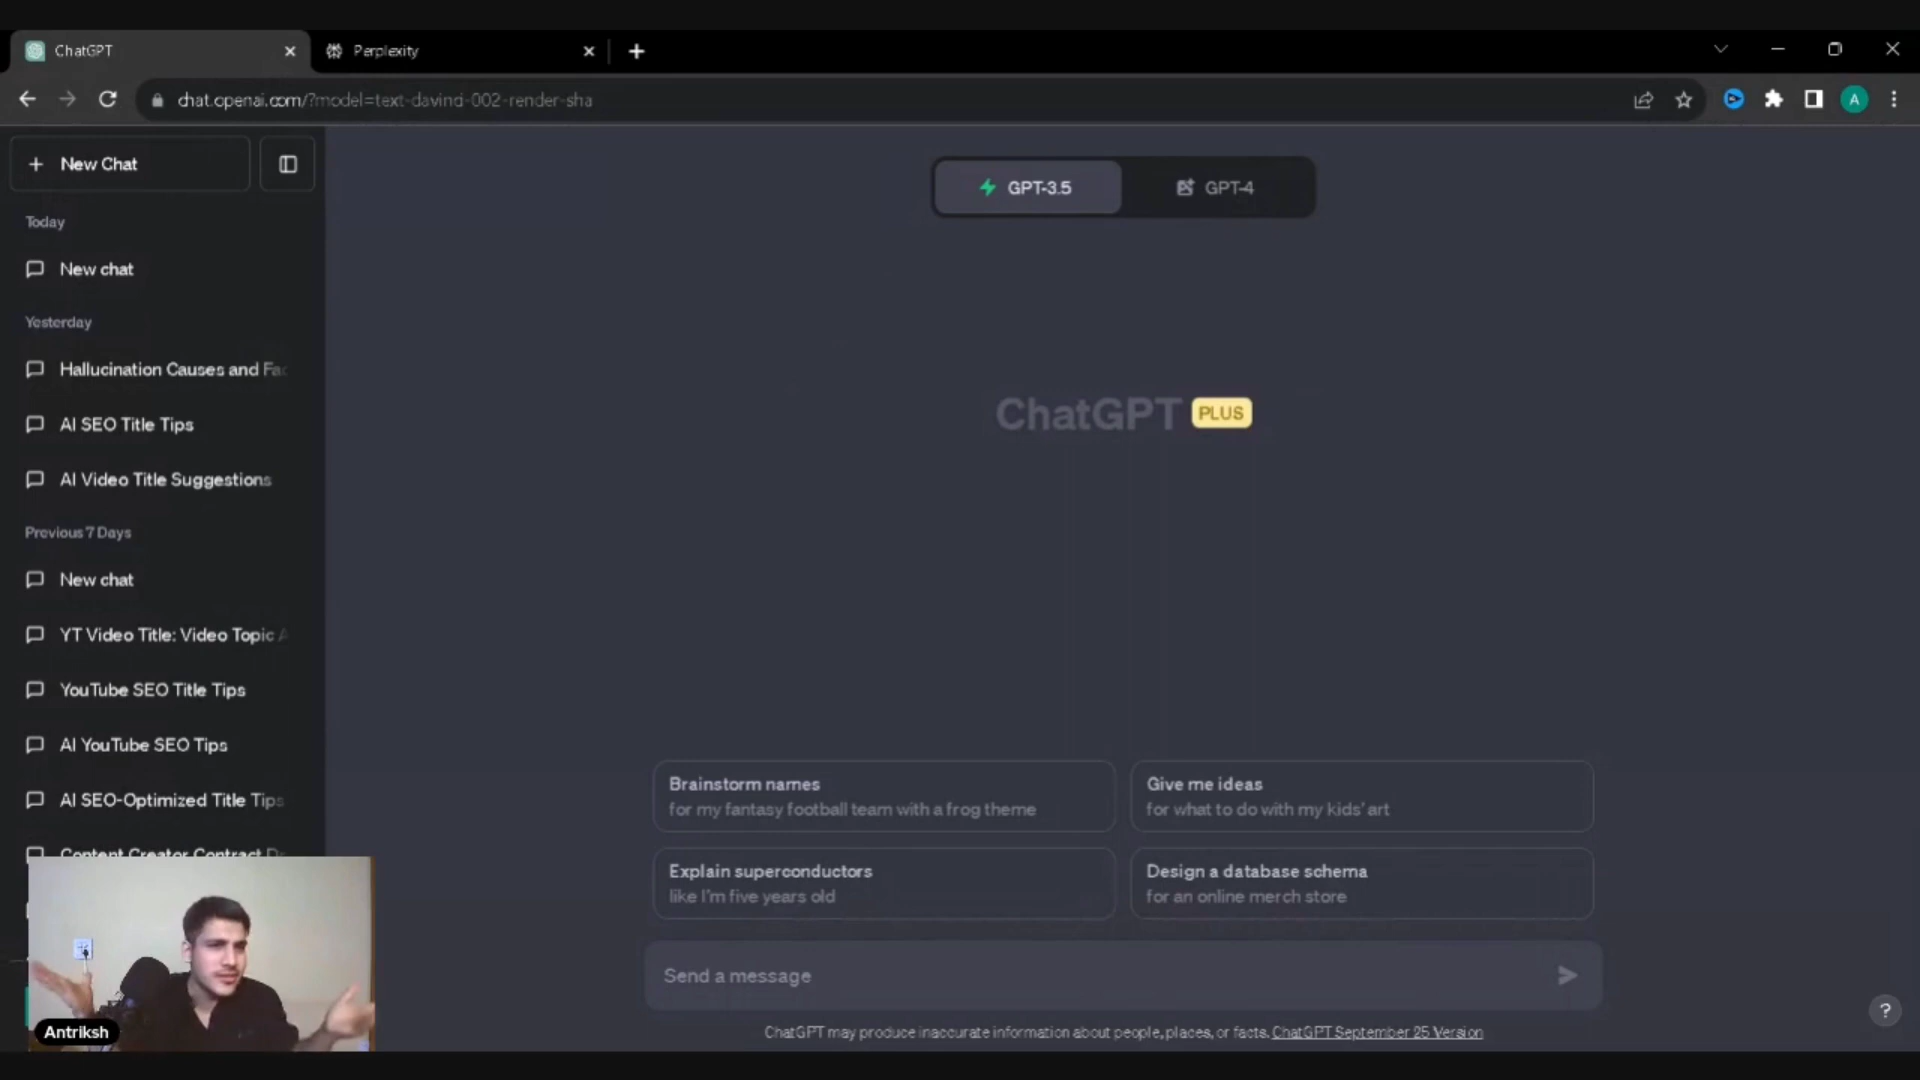 ChatGPT
Perplexity
chat.openai.com/?model=text-davinci-002-render-sha
A
New Chat
GPT-3.5
GPT-4
Today
New chat
Yesterday
Hallucination Causes and Fac
AI SEO Title Tips
AI Video Title Suggestions
ChatGPT PLUS
Previous 7 Days
New chat
YT Video Title: Video Topic A
YouTube SEO Title Tips
AI YouTube SEO Tips
AI SEO-Optimized Title Tips
Content Creator Contract De
Brainstorm names
for my fantasy football team with a frog theme
Give me ideas
for what to do with my kids' art
Explain superconductors
like I'm five years old
Design a database schema
for an online merch store
Send a message
?
Antriksh
ChatGPT may produce inaccurate information about people, places, or facts. ChatGPT September 25 Version